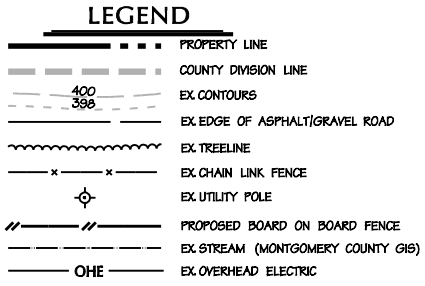 LEGEND
PROPERTY LINE
COUNTY DIVISION LINE
400
398
EX. CONTOURS
EX. EDGE OF ASPHALT/GRAVEL ROAD
EX. TREELINE
EX. CHAIN LINK FENCE
EX. UTILITY POLE
PROPOSED BOARD ON BOARD FENCE
EX. STREAM (MONTGOMERY COUNTY GIS)
OHE EX. OVERHEAD ELECTRIC